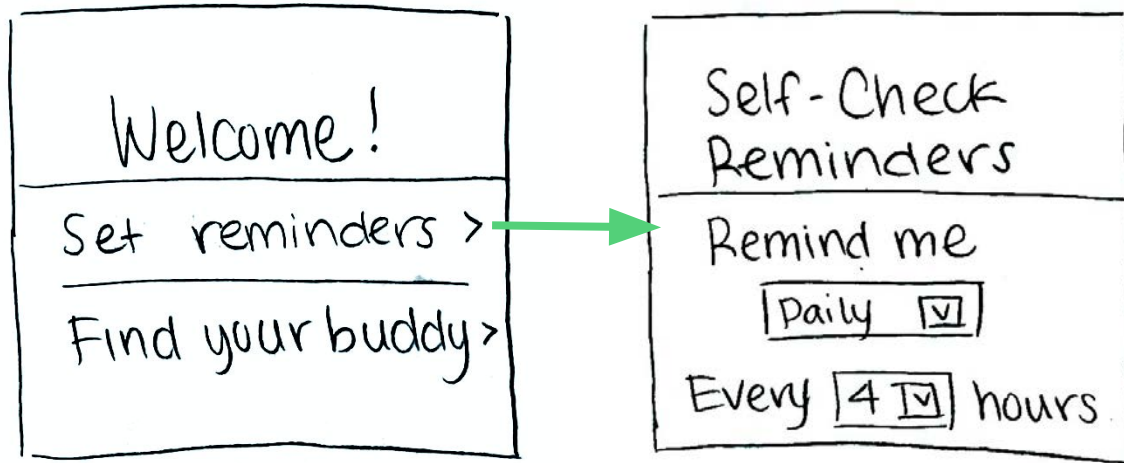 Welcome!
Set reminders >
Find your buddy >
Self-Check
Reminders
Remind me
Daily
Every 4 hours